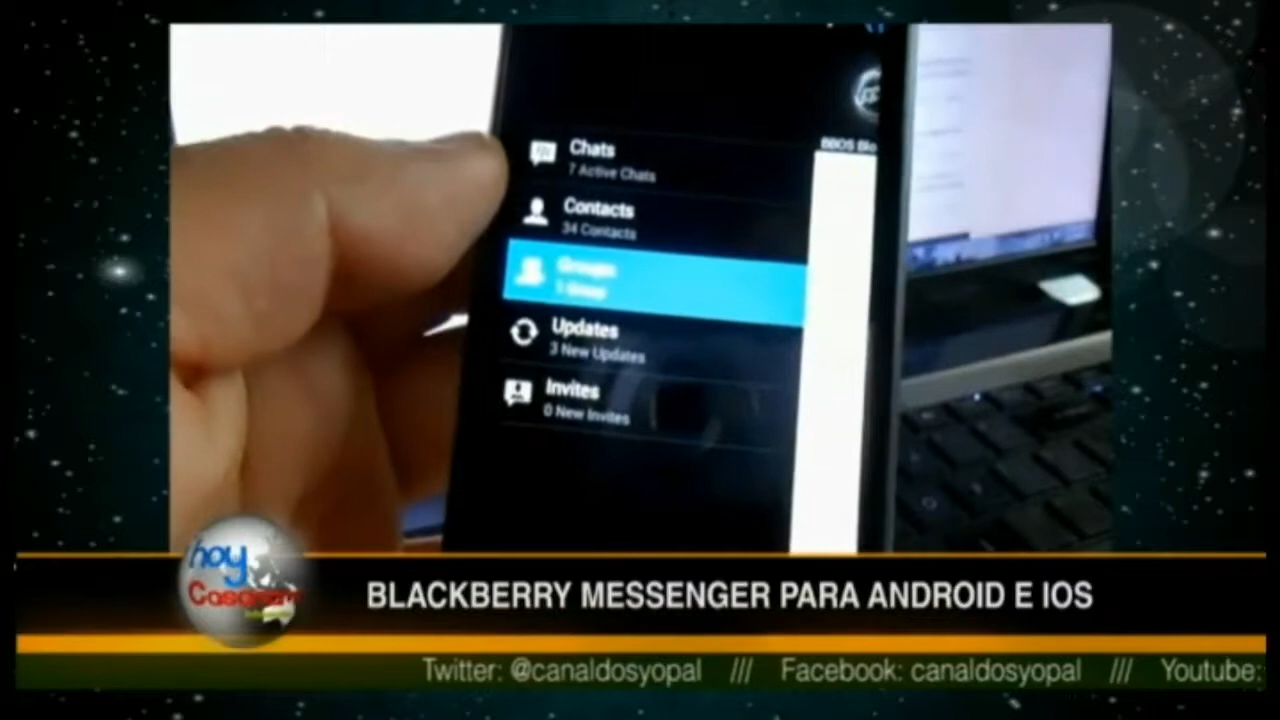 Chats
7 Active Chats
Contacts
34 Contacts
Groups
Updates
3 New Updates
Invites
0 New Invites
hoy
BLACKBERRY MESSENGER PARA ANDROID E IOS
Twitter: @canaldosyopal /// Facebook: canaldosyopal /// Youtube: